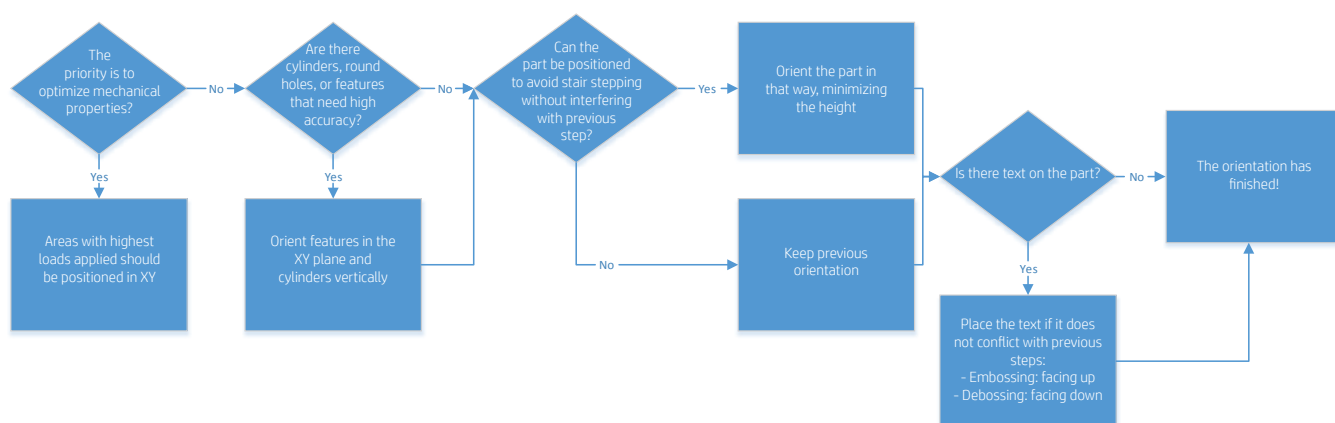 The
priority is to
optimize mechanical
properties?
No
Yes
Areas with highest
loads applied should
be positioned in XY
Are there
cylinders, round
holes, or features
that need high
accuracy?
No
Yes
Orient features in the
XY plane and
cylinders vertically
Can the
part be positioned
to avoid stair stepping
without interfering
with previous
step?
Yes
No
Orient the part in
that way, minimizing
the height
Keep previous
orientation
Is there text on the part?
No
Yes
Place the text if it does
not conflict with previous
steps:
- Embossing: facing up
- Debossing: facing down
The orientation has
finished!